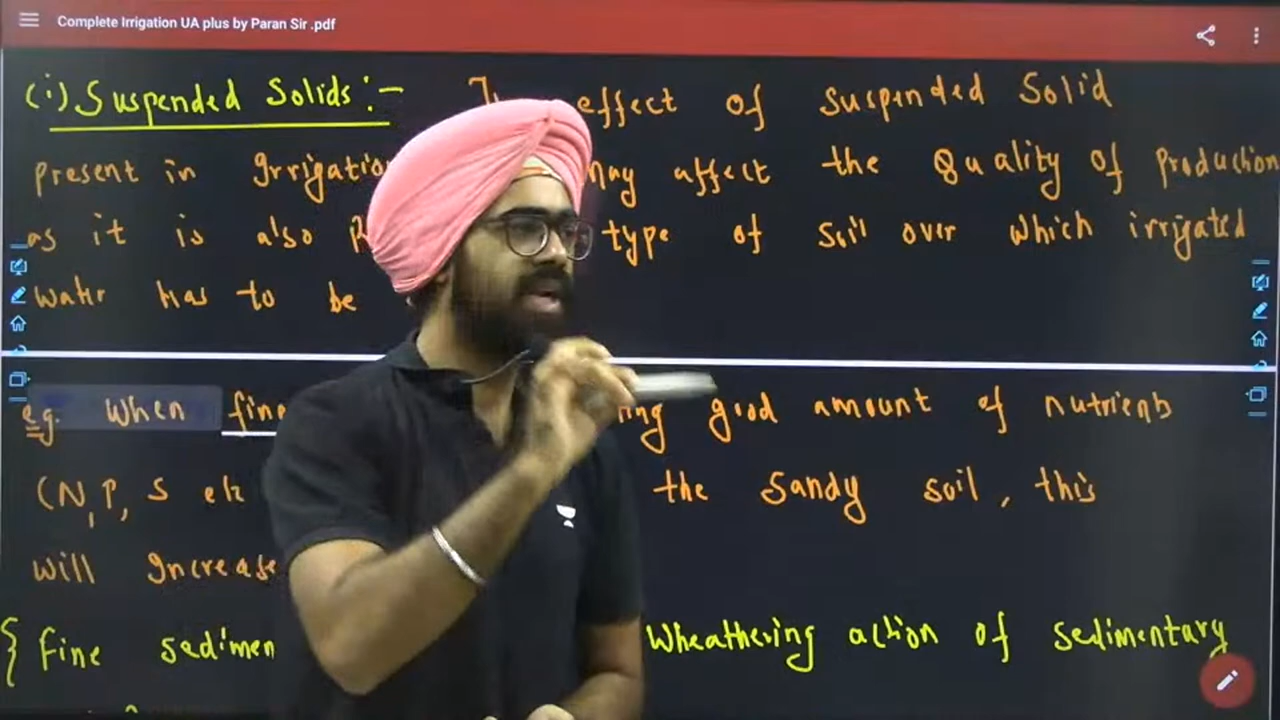 Complete Irrigation UA plus by Paran Sir .pdf
(i) Suspended Solids :- effect of suspended Solid
present in Irrigatio may affect the Quality of production
as it is also type of soil over which irrigated
water has to be
e.g. When fine good amount of nutrients
(N, P, S etc the Sandy soil, this
will Increase
{ fine sedimen Wheathering action of sedimentary